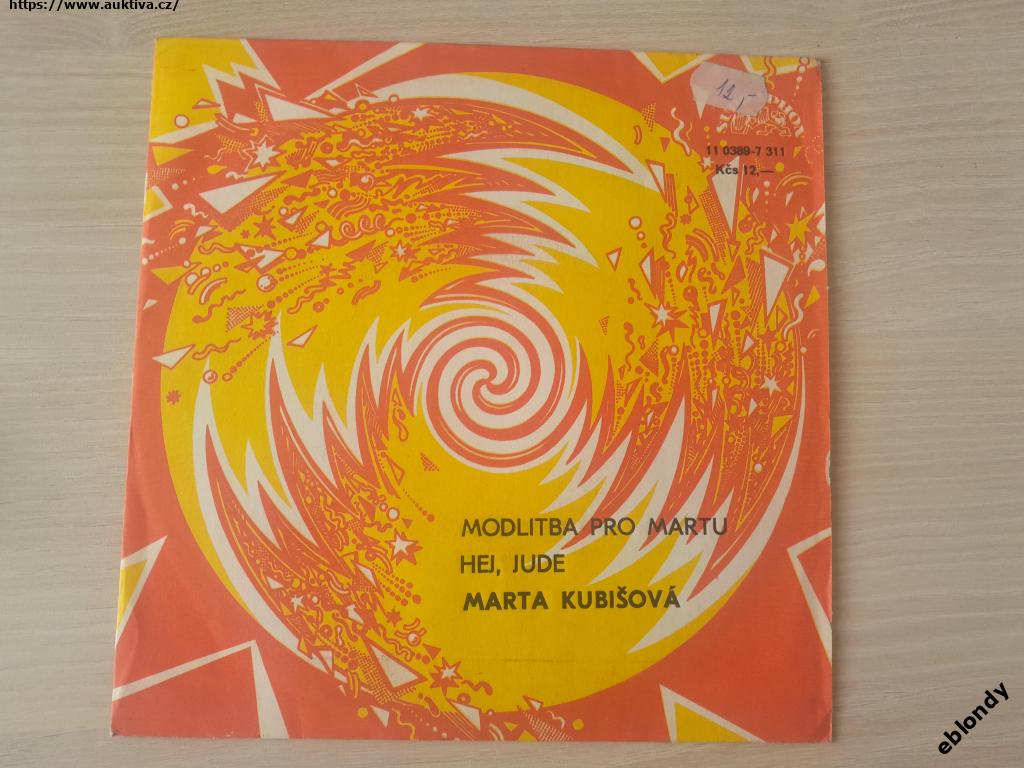 https://www.auktiva.cz/
12,-
11 0389-7 311
Kčs 12,—
MODLITBA PRO MARTU
HEJ, JUDE
MARTA KUBIŠOVÁ
eblondy